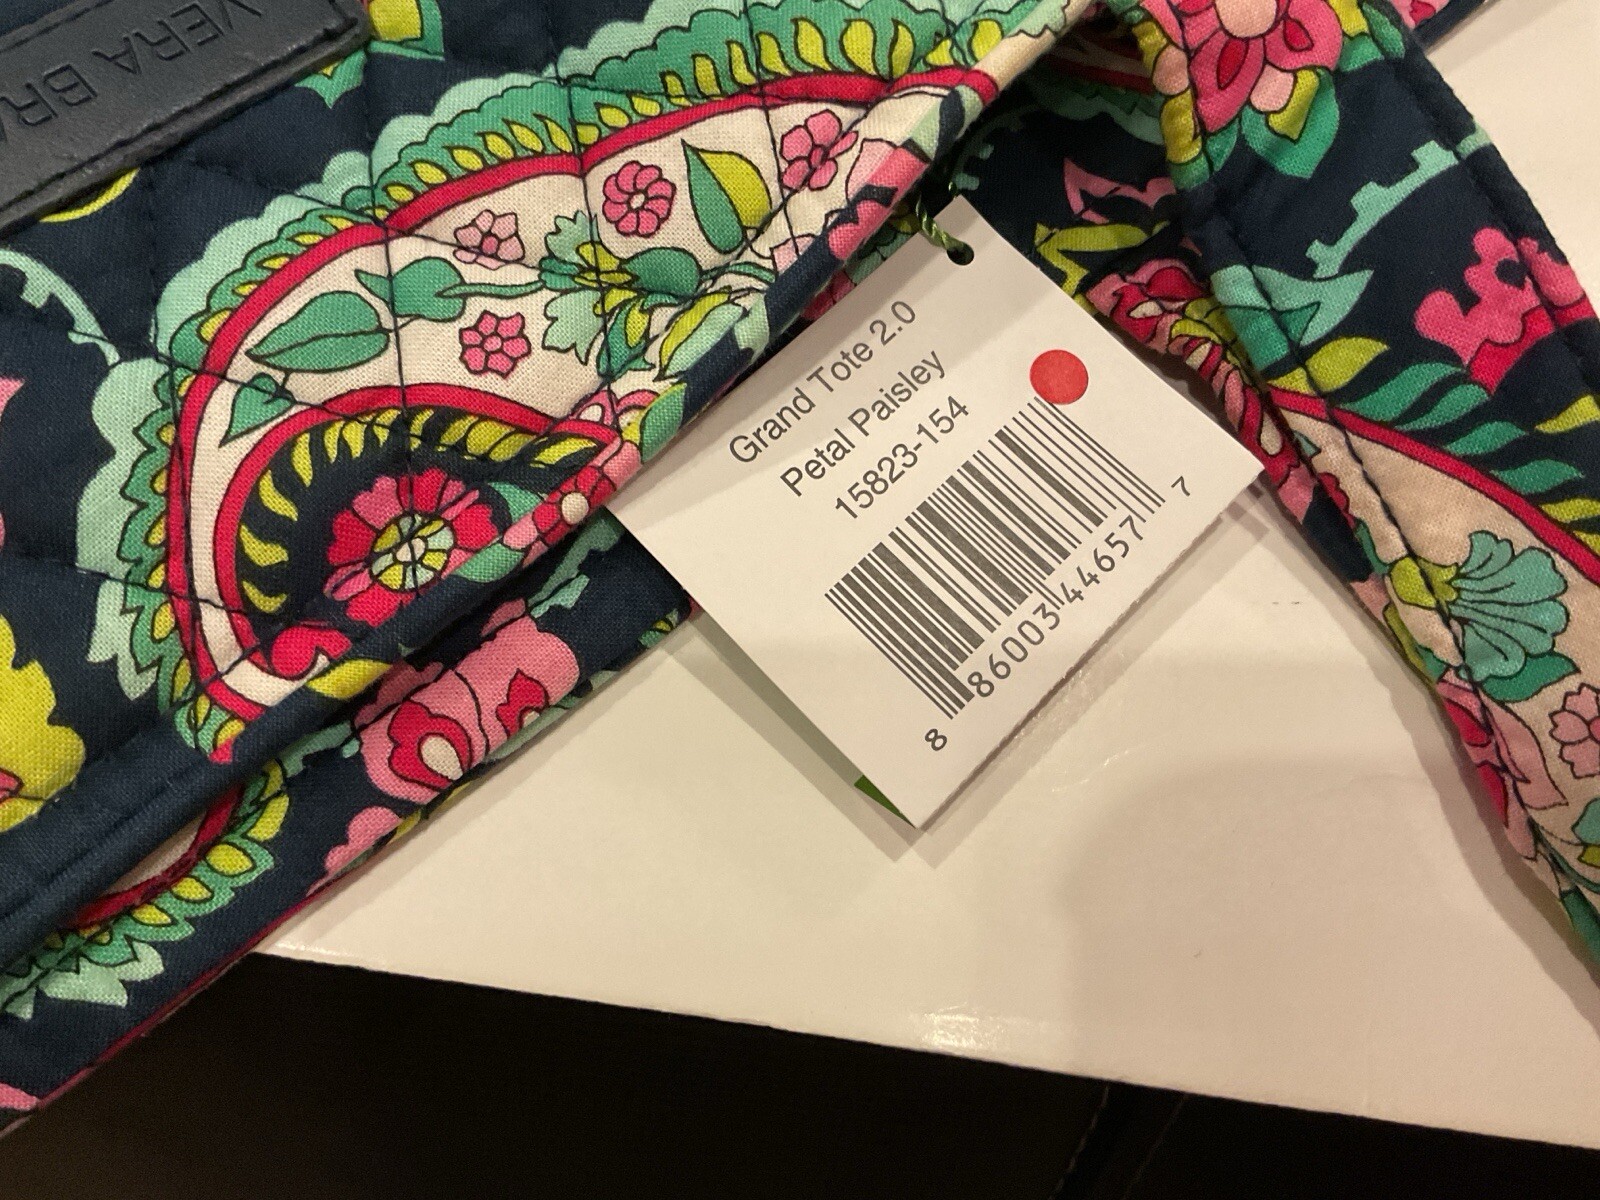 VERA BRA
Grand Tote 2.0
Petal Paisley
15823-154
8 86003 44657 7